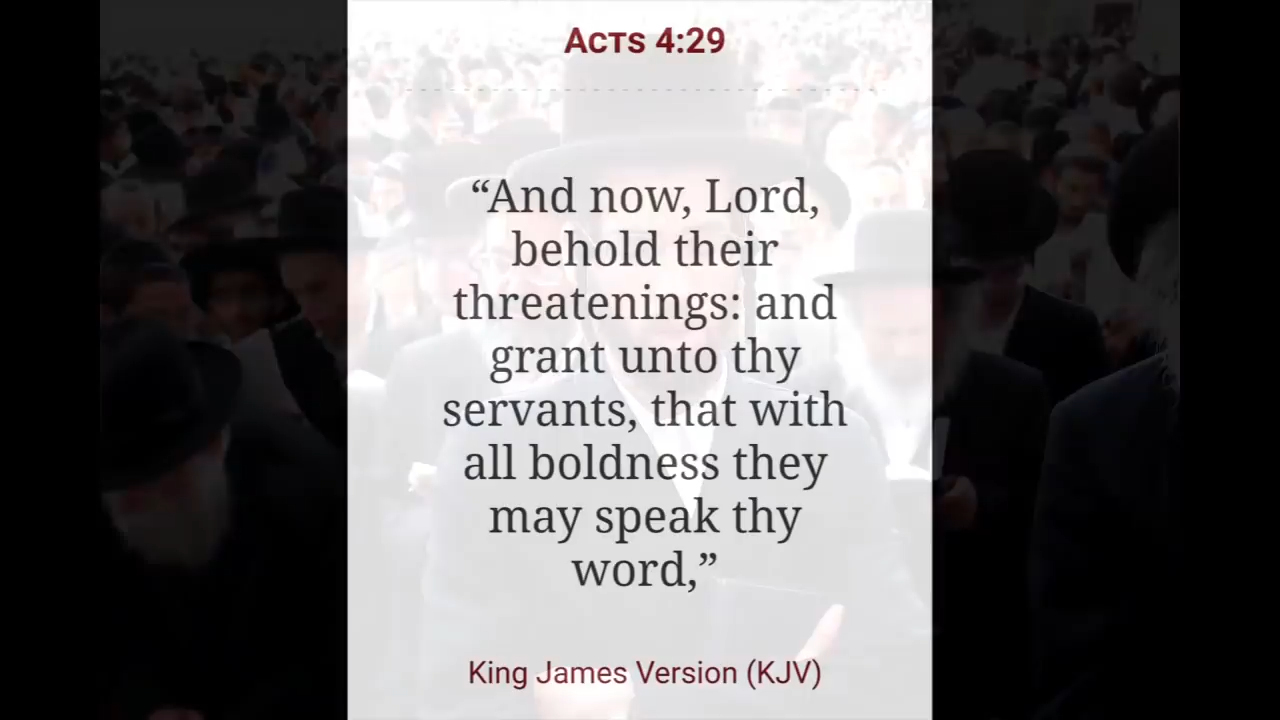 Acts 4:29
“And now, Lord,
behold their
threatenings: and
grant unto thy
servants, that with
all boldness they
may speak thy
word,”
King James Version (KJV)